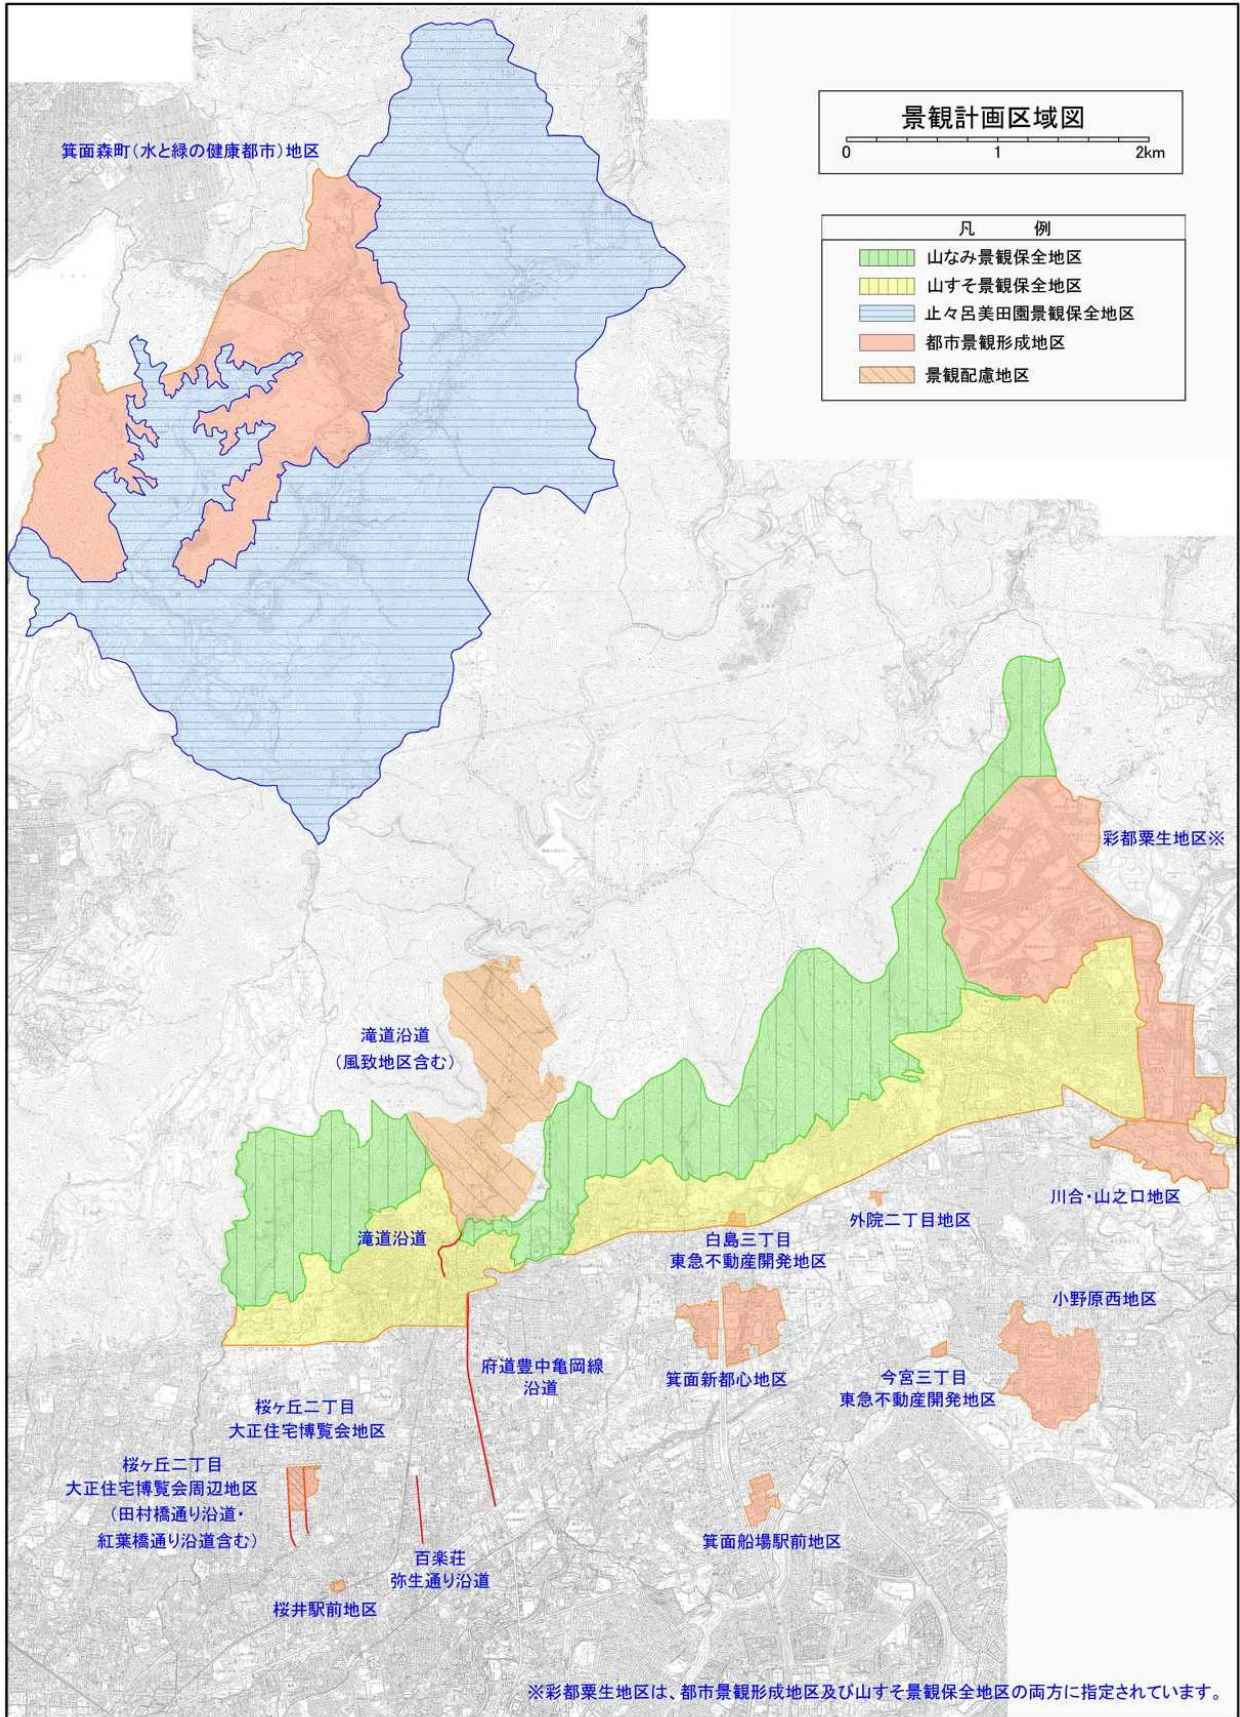 景観計画区域図
0 1 2km
凡 例
山なみ景観保全地区
山すそ景観保全地区
止々呂美田園景観保全地区
都市景観形成地区
景観配慮地区
箕面森町(水と緑の健康都市)地区
川西市
彩都粟生地区※
滝道沿道
(風致地区含む)
滝道沿道
川合・山之口地区
外院二丁目地区
白島三丁目
東急不動産開発地区
小野原西地区
府道豊中亀岡線
沿道
箕面新都心地区
今宮三丁目
東急不動産開発地区
桜ヶ丘二丁目
大正住宅博覧会地区
桜ヶ丘二丁目
大正住宅博覧会周辺地区
(田村橋通り沿道・
紅葉橋通り沿道含む)
箕面船場駅前地区
百楽荘
弥生通り沿道
桜井駅前地区
※彩都粟生地区は、都市景観形成地区及び山すそ景観保全地区の両方に指定されています。